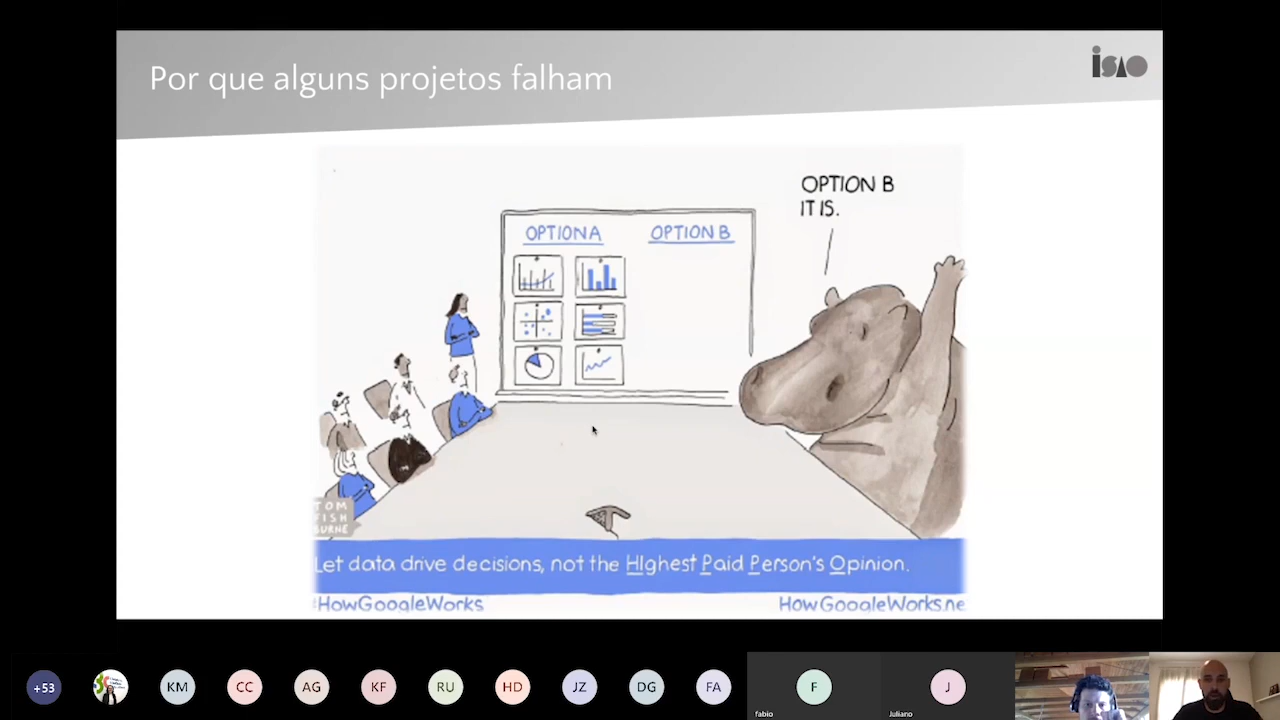 Por que alguns projetos falham
ISAO
OPTION B
IT IS.
OPTION A
OPTION B
TOM
FISH
BURNE
Let data drive decisions, not the HIghest Paid Person's Opinion.
#HowGoogleWorks
HowGoogleWorks.ne
+53
KM
CC
AG
KF
RU
HD
JZ
DG
FA
F
fabio
J
Juliano